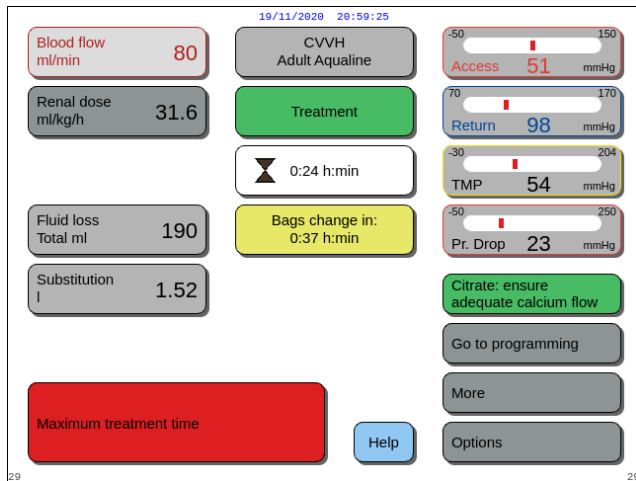 19/11/2020 20:59:25
Blood flow
ml/min
80
CVVH
Adult Aqualine
-50
150
Access
51
mmHg
Renal dose
ml/kg/h
31.6
Treatment
70
170
Return
98
mmHg
0:24 h:min
-30
204
TMP
54
mmHg
Fluid loss
Total ml
190
Bags change in:
0:37 h:min
-50
250
Pr. Drop
23
mmHg
Substitution
l
1.52
Citrate: ensure
adequate calcium flow
Go to programming
More
Maximum treatment time
Help
Options
29
29